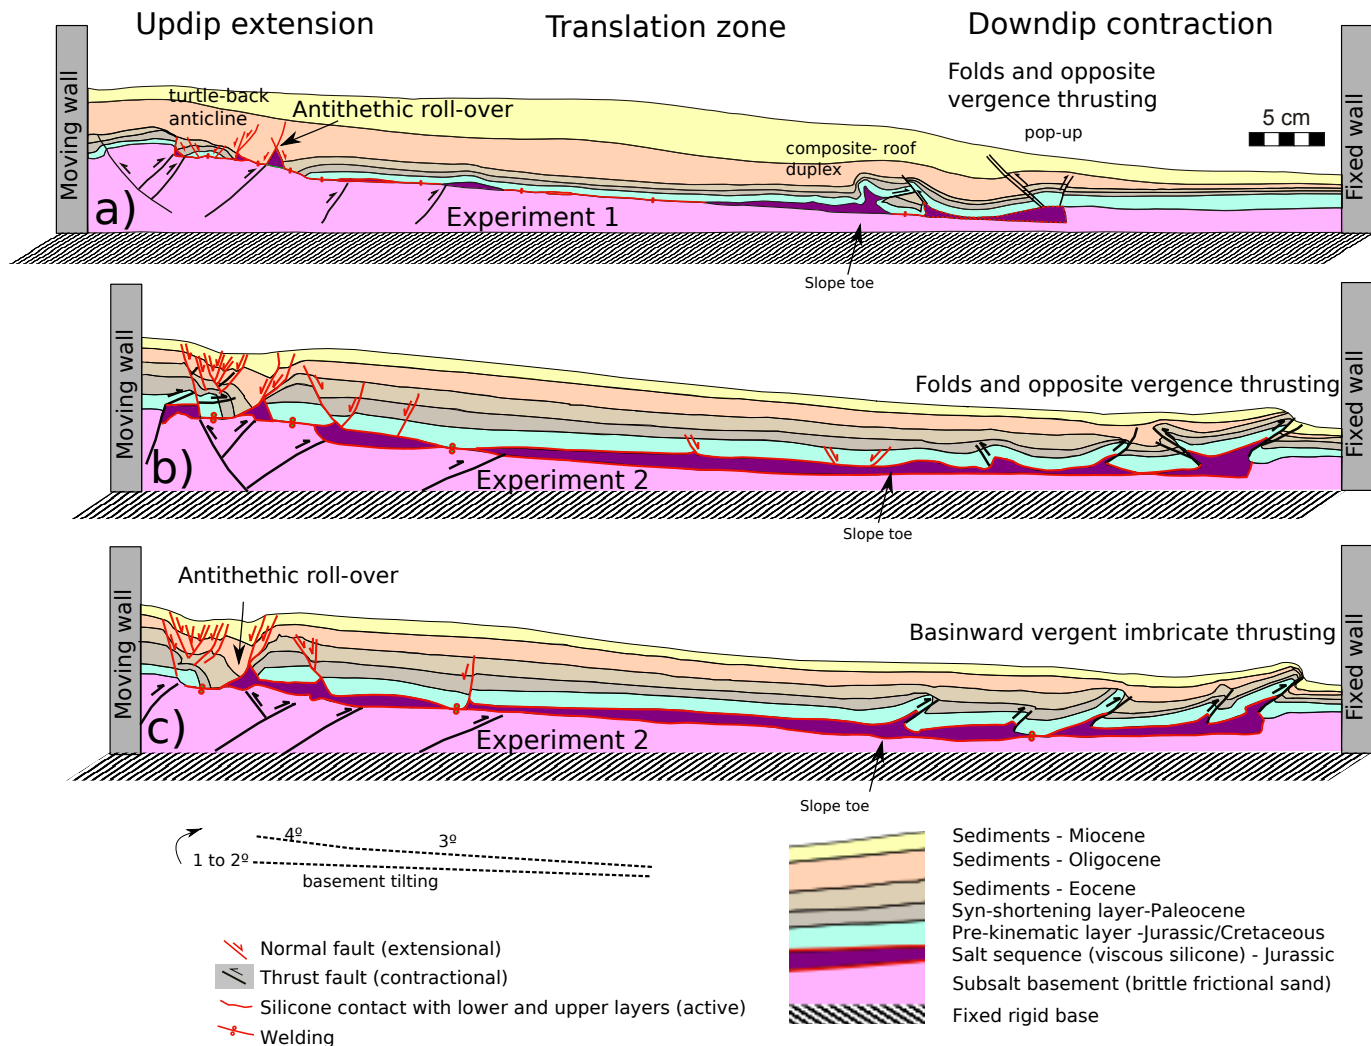 Updip extension
Translation zone
Downdip contraction
Moving wall
turtle-back
anticline
Antithethic roll-over
Folds and opposite
vergence thrusting
pop-up
5 cm
composite- roof
duplex
Fixed wall
a)
Experiment 1
Slope toe
Moving wall
Folds and opposite vergence thrusting
Fixed wall
b)
Experiment 2
Slope toe
Antithethic roll-over
Moving wall
Basinward vergent imbricate thrusting
Fixed wall
c)
Experiment 2
Slope toe
4º
3º
1 to 2º
basement tilting
Normal fault (extensional)
Thrust fault (contractional)
Silicone contact with lower and upper layers (active)
Welding
Sediments - Miocene
Sediments - Oligocene
Sediments - Eocene
Syn-shortening layer-Paleocene
Pre-kinematic layer -Jurassic/Cretaceous
Salt sequence (viscous silicone) - Jurassic
Subsalt basement (brittle frictional sand)
Fixed rigid base